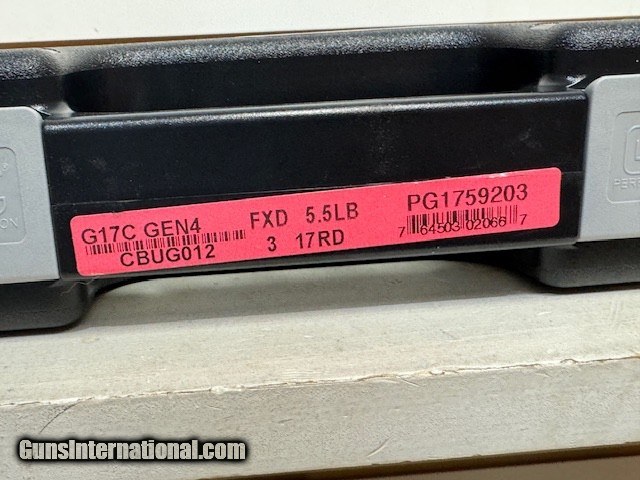 G17C GEN4 FXD 5.5LB PG1759203
CBUG012 3 17RD 7 64503 02066 7
GunsInternational.com